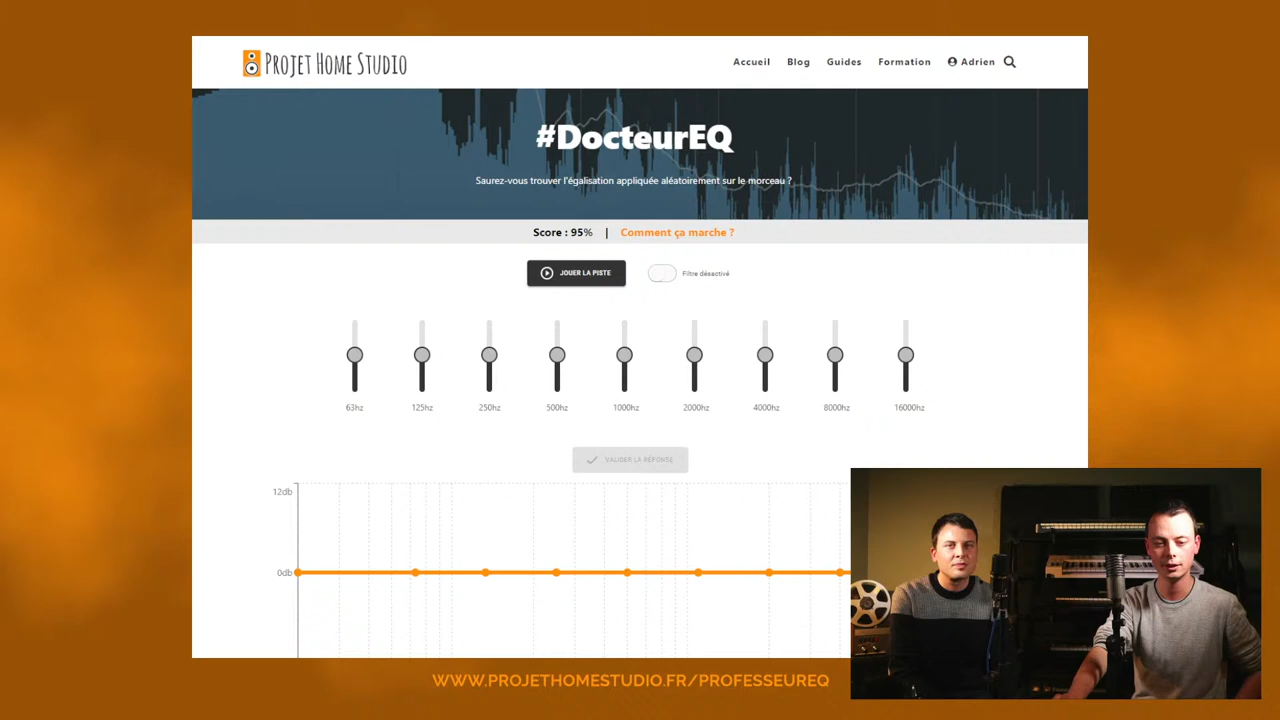 PROJET HOME STUDIO
Accueil Blog Guides Formation Adrien
#DocteurEQ
Saurez-vous trouver l'égalisation appliquée aléatoirement sur le morceau ?
Score : 95% | Comment ça marche ?
JOUER LA PISTE Filtre désactivé
63hz 125hz 250hz 500hz 1000hz 2000hz 4000hz 8000hz 16000hz
VALIDER LA RÉPONSE
12db
0db
WWW.PROJETHOMESTUDIO.FR/PROFESSEUREQ